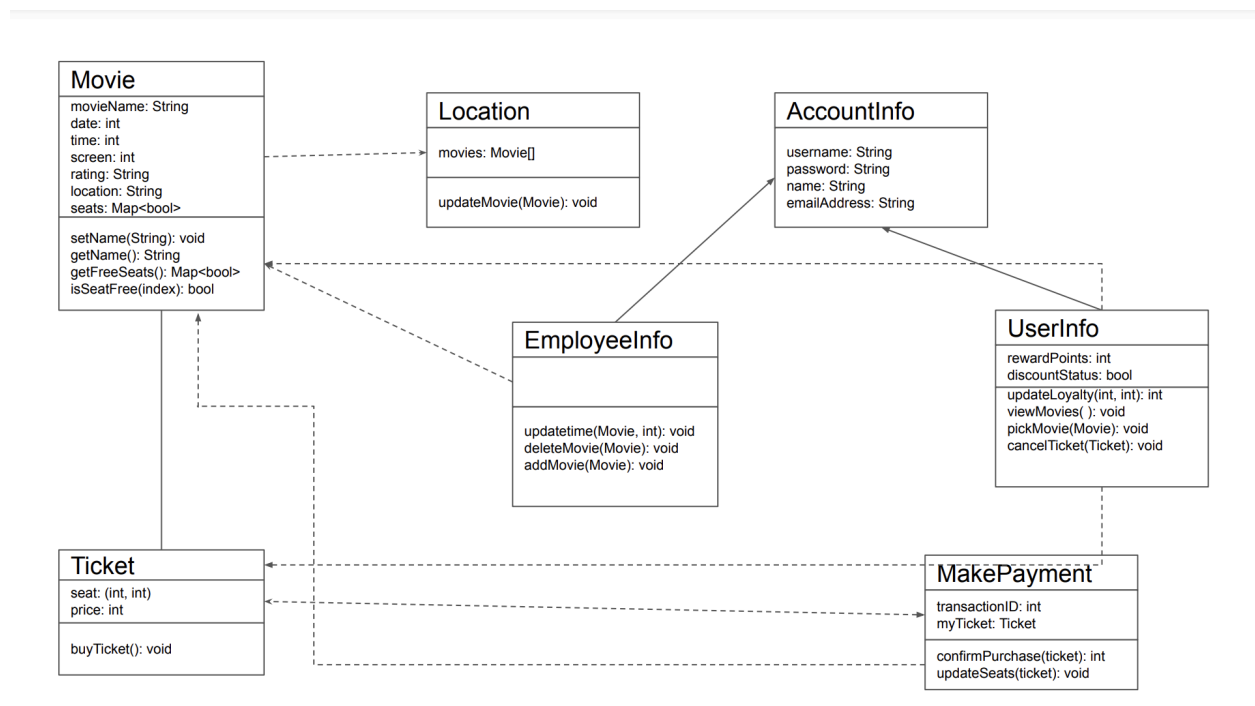 Movie
movieName: String
date: int
time: int
screen: int
rating: String
location: String
seats: Map<bool>
setName(String): void
getName(): String
getFreeSeats(): Map<bool>
isSeatFree(index): bool
Location
movies: Movie[]
updateMovie(Movie): void
AccountInfo
username: String
password: String
name: String
emailAddress: String
EmployeeInfo
updatetime(Movie, int): void
deleteMovie(Movie): void
addMovie(Movie): void
UserInfo
rewardPoints: int
discountStatus: bool
updateLoyalty(int, int): int
viewMovies( ): void
pickMovie(Movie): void
cancelTicket(Ticket): void
Ticket
seat: (int, int)
price: int
buyTicket(): void
MakePayment
transactionID: int
myTicket: Ticket
confirmPurchase(ticket): int
updateSeats(ticket): void